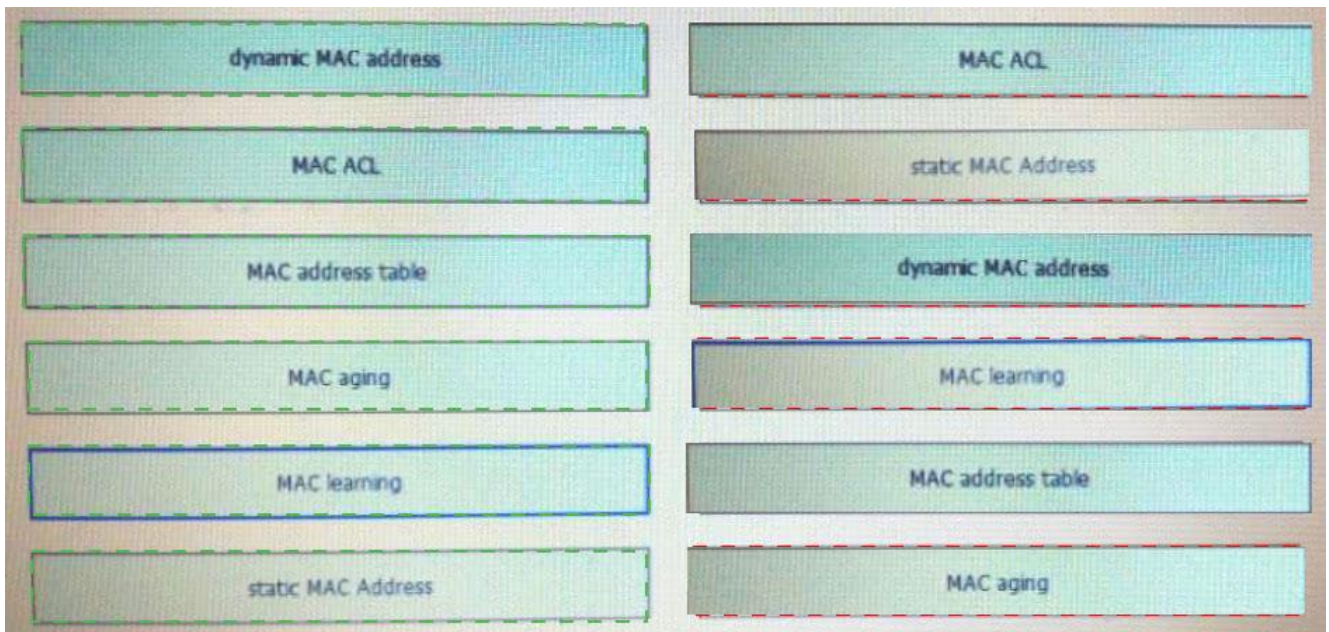 dynamic MAC address
MAC ACL
MAC address table
MAC aging
MAC learning
static MAC Address
MAC ACL
static MAC Address
dynamic MAC address
MAC learning
MAC address table
MAC aging